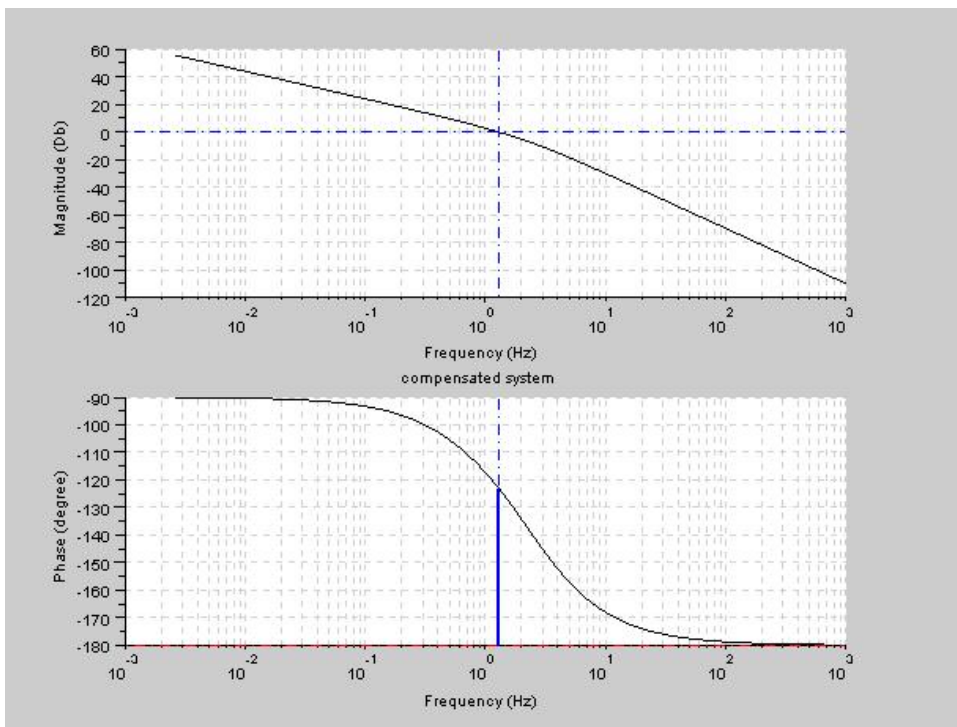 60
40
20
0
-20
-40
-60
-80
-100
-120
Magnitude (Db)
10^-3 10^-2 10^-1 10^0 10^1 10^2 10^3
Frequency (Hz)
compensated system
-90
-100
-110
-120
-130
-140
-150
-160
-170
-180
Phase (degree)
10^-3 10^-2 10^-1 10^0 10^1 10^2 10^3
Frequency (Hz)